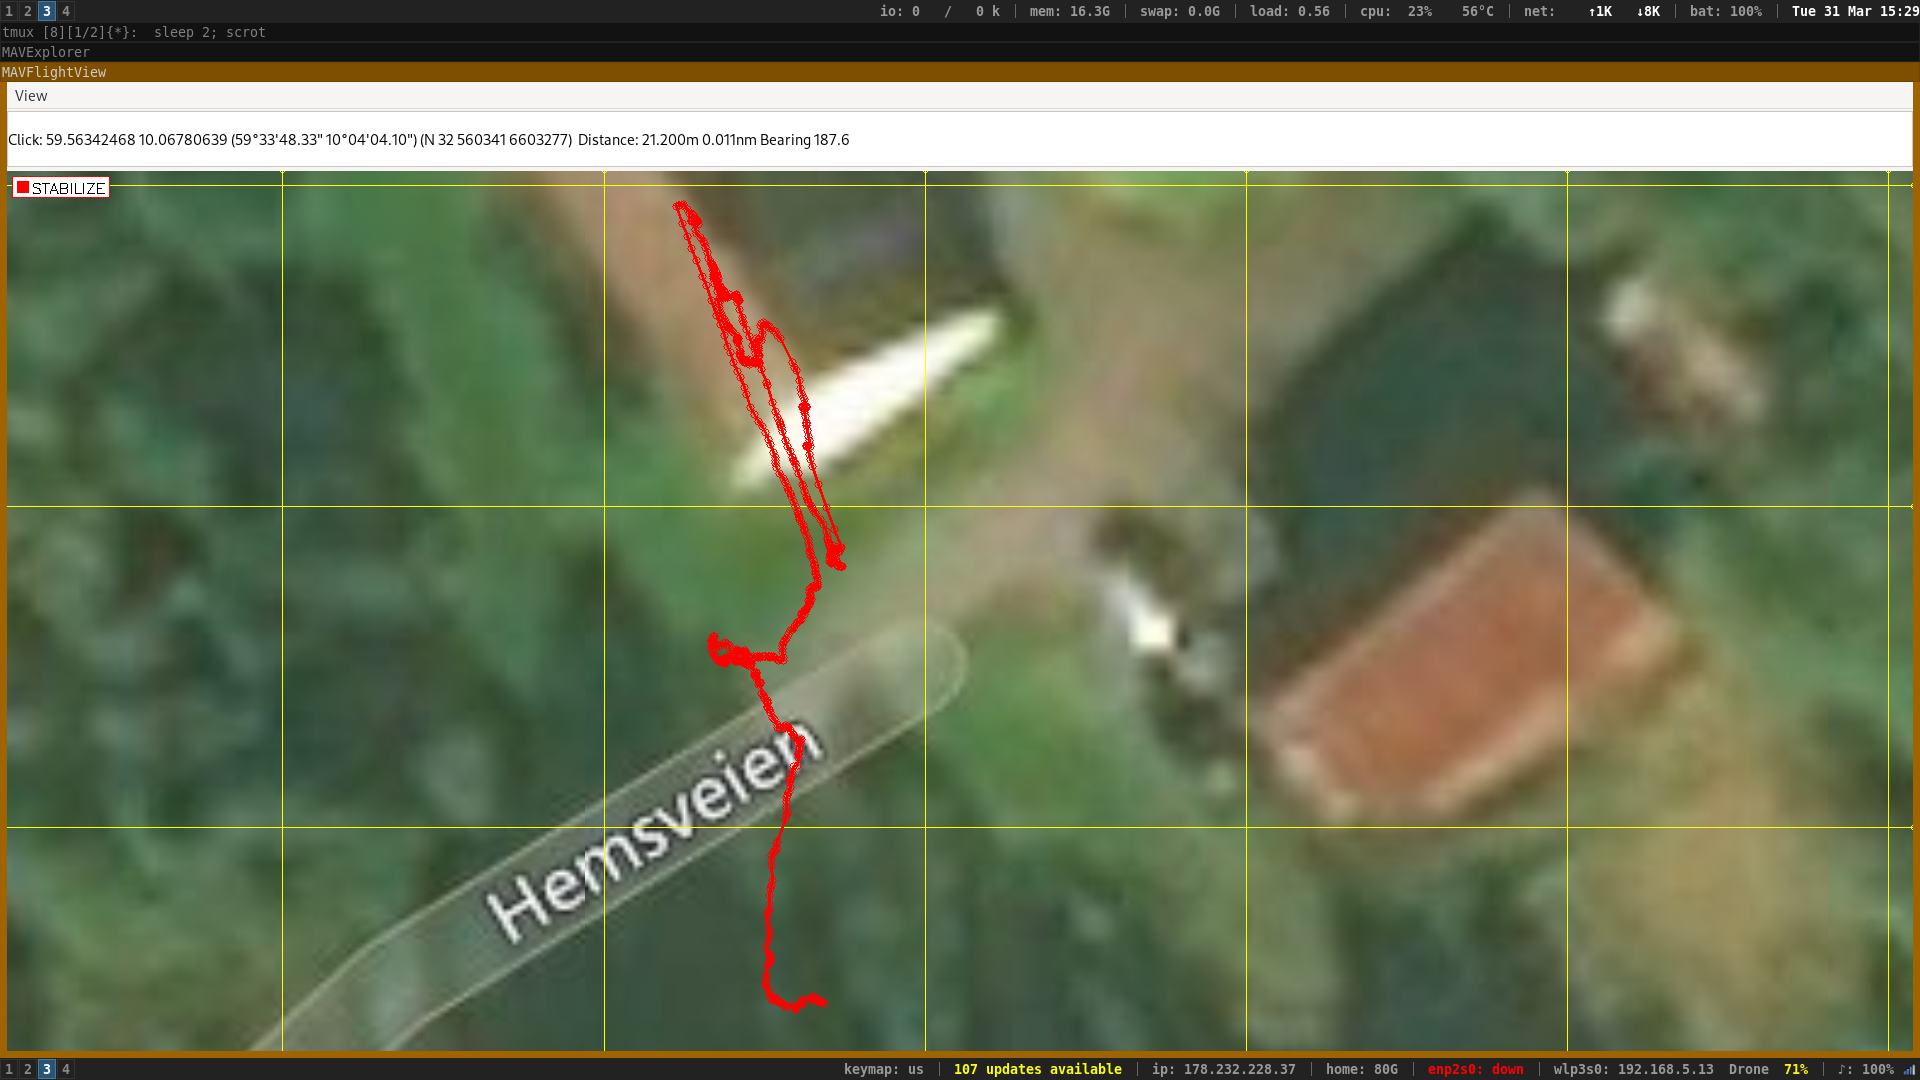 1 2 3 4 io: 0 / 0 k mem: 16.3G swap: 0.0G load: 0.56 cpu: 23% 56°C net: ↑1K ↓8K bat: 100% Tue 31 Mar 15:29
tmux [8][1/2]{*}: sleep 2; scrot
MAVExplorer
MAVFlightView
View
Click: 59.56342468 10.06780639 (59°33'48.33" 10°04'04.10") (N 32 560341 6603277) Distance: 21.200m 0.011nm Bearing 187.6
STABILIZE
Hemsveien
1 2 3 4 keymap: us 107 updates available ip: 178.232.228.37 home: 80G enp2s0: down wlp3s0: 192.168.5.13 Drone 71% ♪: 100%